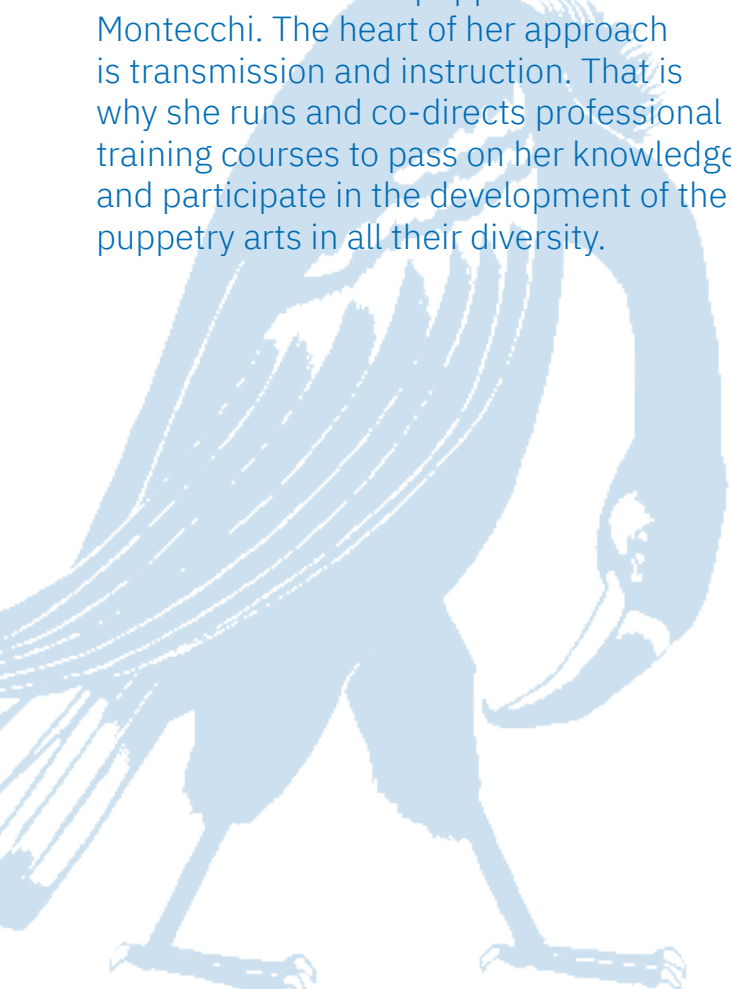 Montecchi. The heart of her approach
is transmission and instruction. That is
why she runs and co-directs professional
training courses to pass on her knowledge
and participate in the development of the
puppetry arts in all their diversity.